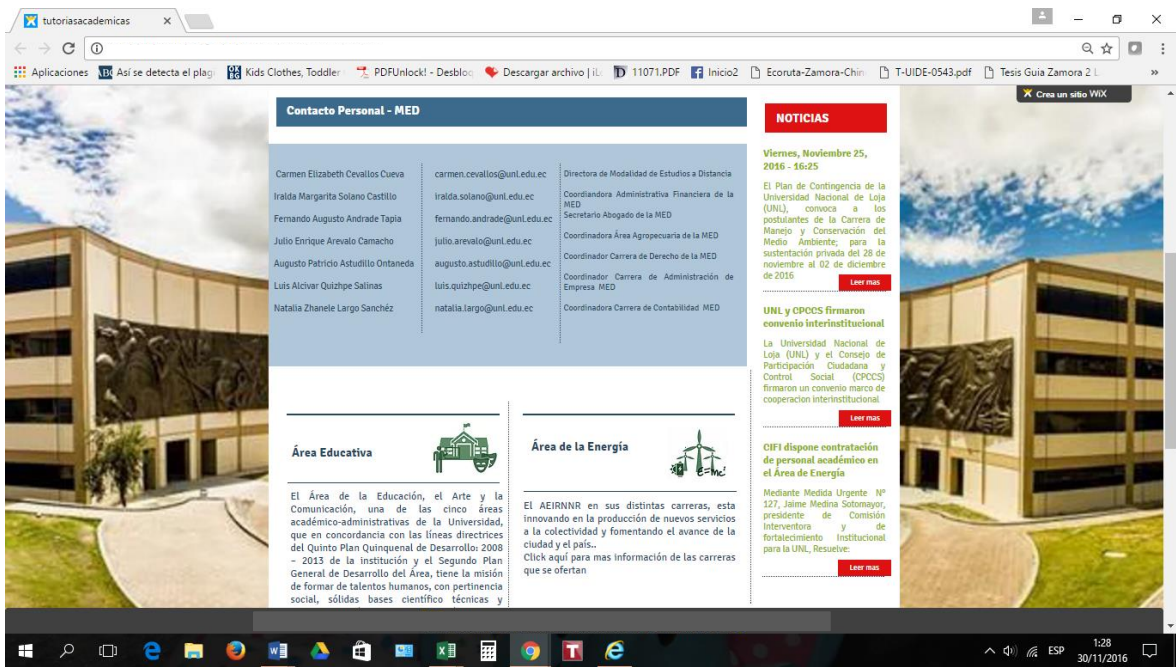 tutoriasacademicas
Aplicaciones
Así se detecta el plag
Kids Clothes, Toddler
PDFUnlock! - Desbloq
Descargar archivo | iL
11071.PDF
Inicio2
Ecoruta-Zamora-Chin
T-UIDE-0543.pdf
Tesis Guia Zamora 2 L
»
Crea un sitio WiX
Contacto Personal - MED
Carmen Elizabeth Cevallos Cueva
carmen.cevallos@unl.edu.ec
Directora de Modalidad de Estudios a Distancia
Iralda Margarita Solano Castillo
iralda.solano@unl.edu.ec
Coordiandora Administrativa Financiera de la
MED
Fernando Augusto Andrade Tapia
fernando.andrade@unl.edu.ec
Secretario Abogado de la MED
Julio Enrique Arevalo Camacho
julio.arevalo@unl.edu.ec
Coordinadora Área Agropecuaria de la MED
Augusto Patricio Astudillo Ontaneda
augusto.astudillo@unl.edu.ec
Coordinador Carrera de Derecho de la MED
Luis Alcivar Quizhpe Salinas
luis.quizhpe@unl.edu.ec
Coordinador Carrera de Administración de
Empresa MED
Natalia Zhanele Largo Sanchéz
natalia.largo@unl.edu.ec
Coordinadora Carrera de Contabilidad MED
Área Educativa
El Área de la Educación, el Arte y la
Comunicación, una de las cinco áreas
académico-administrativas de la Universidad,
que en concordancia con las líneas directrices
del Quinto Plan Quinquenal de Desarrollo: 2008
– 2013 de la institución y el Segundo Plan
General de Desarrollo del Área, tiene la misión
de formar de talentos humanos, con pertinencia
social, sólidas bases científico técnicas y
Área de la Energía
E=mc²
El AEIRNNR en sus distintas carreras, esta
innovando en la producción de nuevos servicios
a la colectividad y fomentando el avance de la
ciudad y el país..
Click aquí para mas información de las carreras
que se ofertan
NOTICIAS
Viernes, Noviembre 25,
2016 - 16:25
El Plan de Contingencia de la
Universidad Nacional de Loja
(UNL), convoca a los
postulantes de la Carrera de
Manejo y Conservación del
Medio Ambiente; para la
sustentación privada del 28 de
noviembre al 02 de diciembre
de 2016
Leer mas
UNL y CPCCS firmaron
convenio interinstitucional
La Universidad Nacional de
Loja (UNL) y el Consejo de
Participación Ciudadana y
Control Social (CPCCS)
firmaron un convenio marco de
cooperacion interinstitucional
Leer mas
CIFI dispone contratación
de personal académico en
el Área de Energía
Mediante Medida Urgente N°
127, Jaime Medina Sotomayor,
presidente de Comisión
Interventora y de
fortalecimiento Institucional
para la UNL, Resuelve:
Leer mas
ESP
1:28
30/11/2016